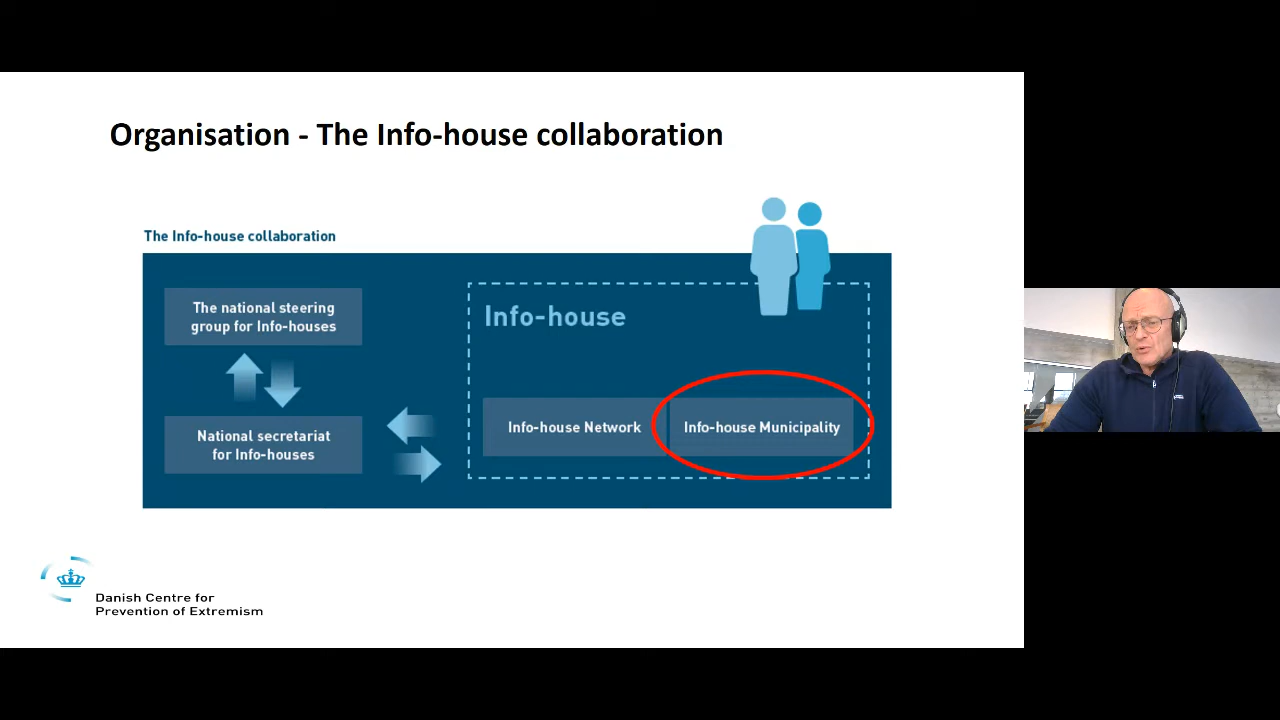 Organisation - The Info-house collaboration
The Info-house collaboration
The national steering
group for Info-houses
National secretariat
for Info-houses
Info-house
Info-house Network
Info-house Municipality
Danish Centre for
Prevention of Extremism